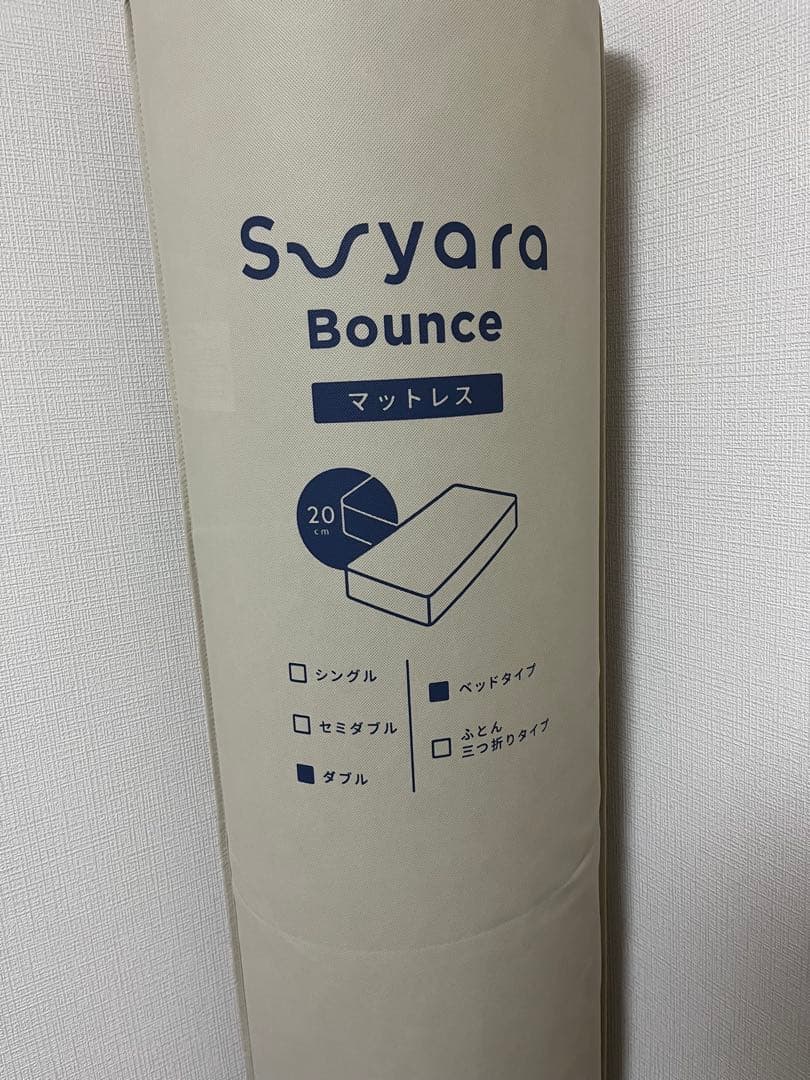 Suyara
Bounce
マットレス
20
cm
シングル
セミダブル
ダブル
ベッドタイプ
ふとん
三つ折りタイプ